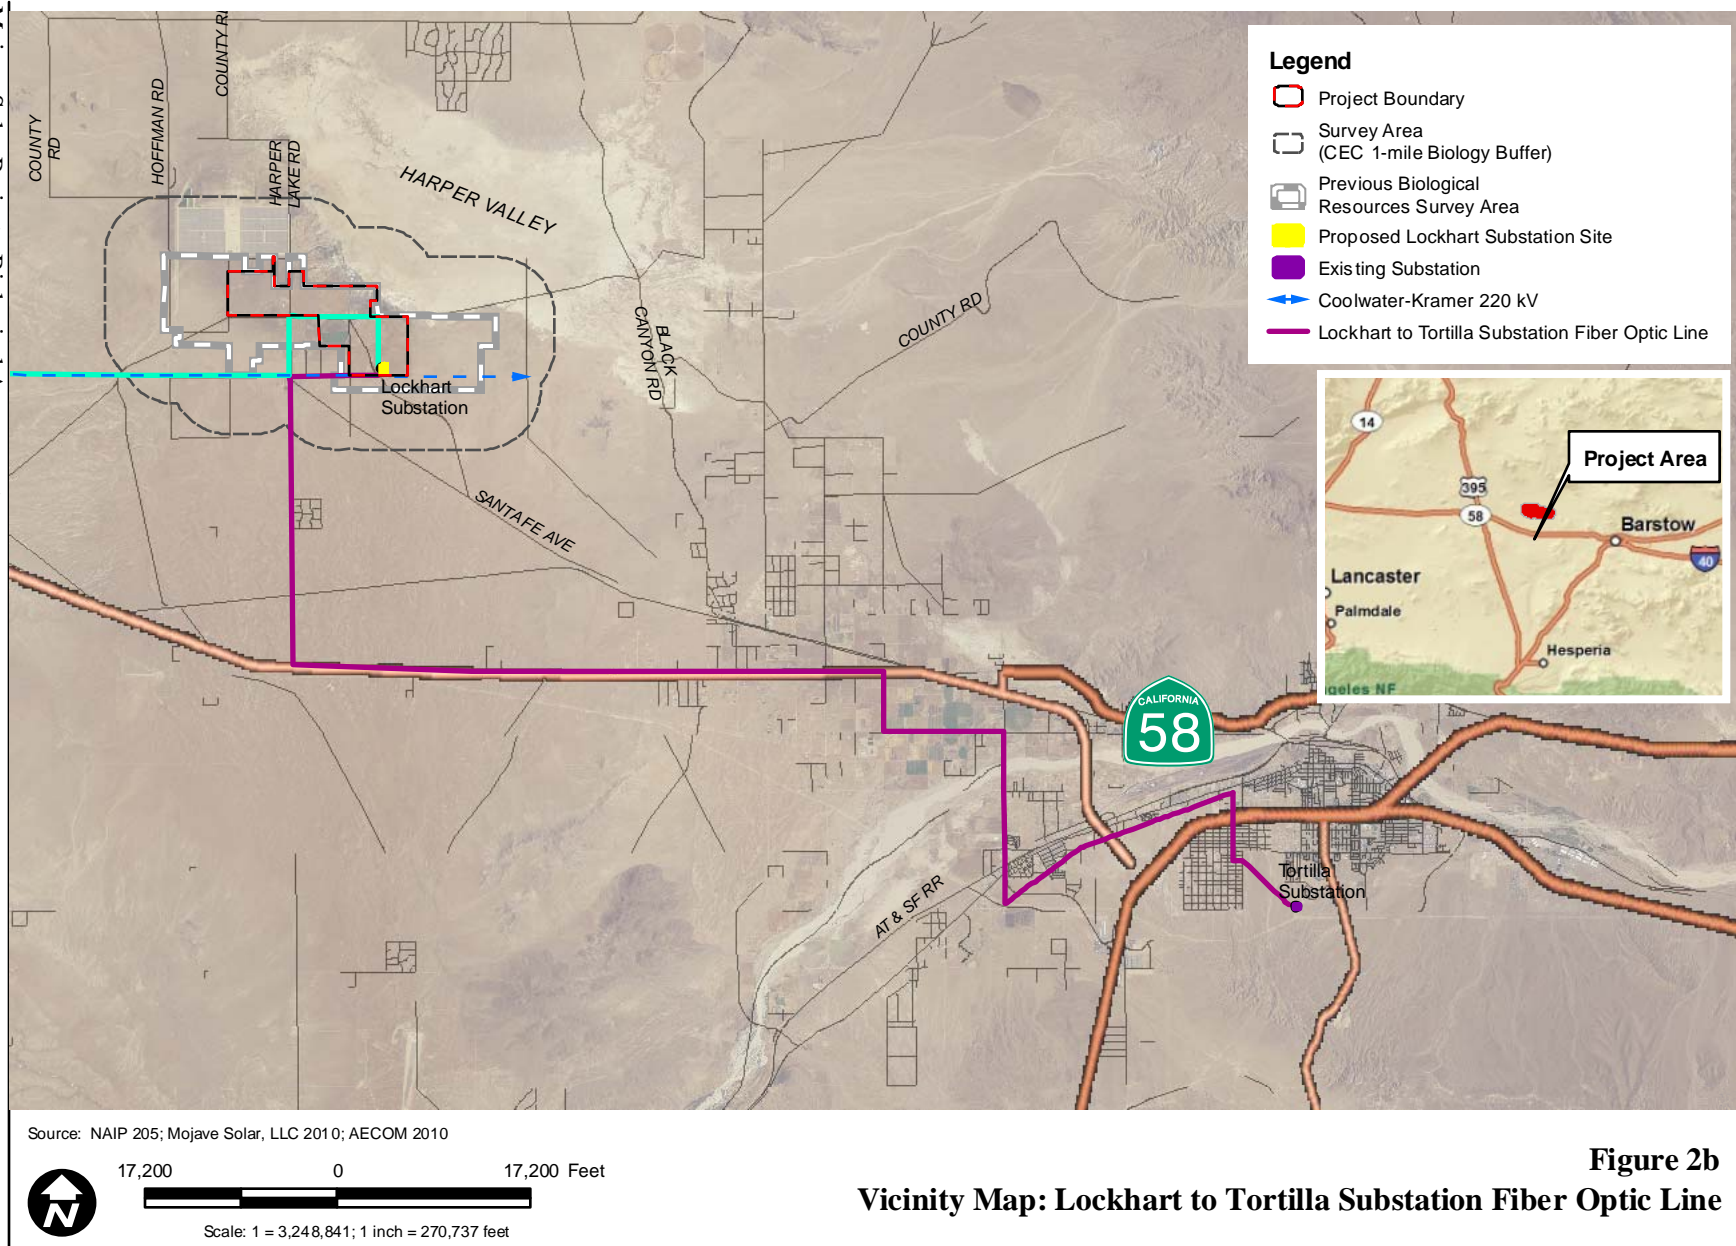 COUNTY RD
HOFFMAN RD
COUNTY RD
HARPER
LAKE RD
HARPER VALLEY
COUNTY RD
BLACK
CANYON RD
Lockhart
Substation
SANTA FE AVE
CALIFORNIA
58
AT & SF RR
Tortilla
Substation
Legend
Project Boundary
Survey Area
(CEC 1-mile Biology Buffer)
Previous Biological
Resources Survey Area
Proposed Lockhart Substation Site
Existing Substation
Coolwater-Kramer 220 kV
Lockhart to Tortilla Substation Fiber Optic Line
14
Project Area
395
58
Barstow
40
Lancaster
Palmdale
Hesperia
geles NF
Source: NAIP 205; Mojave Solar, LLC 2010; AECOM 2010
17,200 0 17,200 Feet
N
Scale: 1 = 3,248,841; 1 inch = 270,737 feet
Figure 2b
Vicinity Map: Lockhart to Tortilla Substation Fiber Optic Line